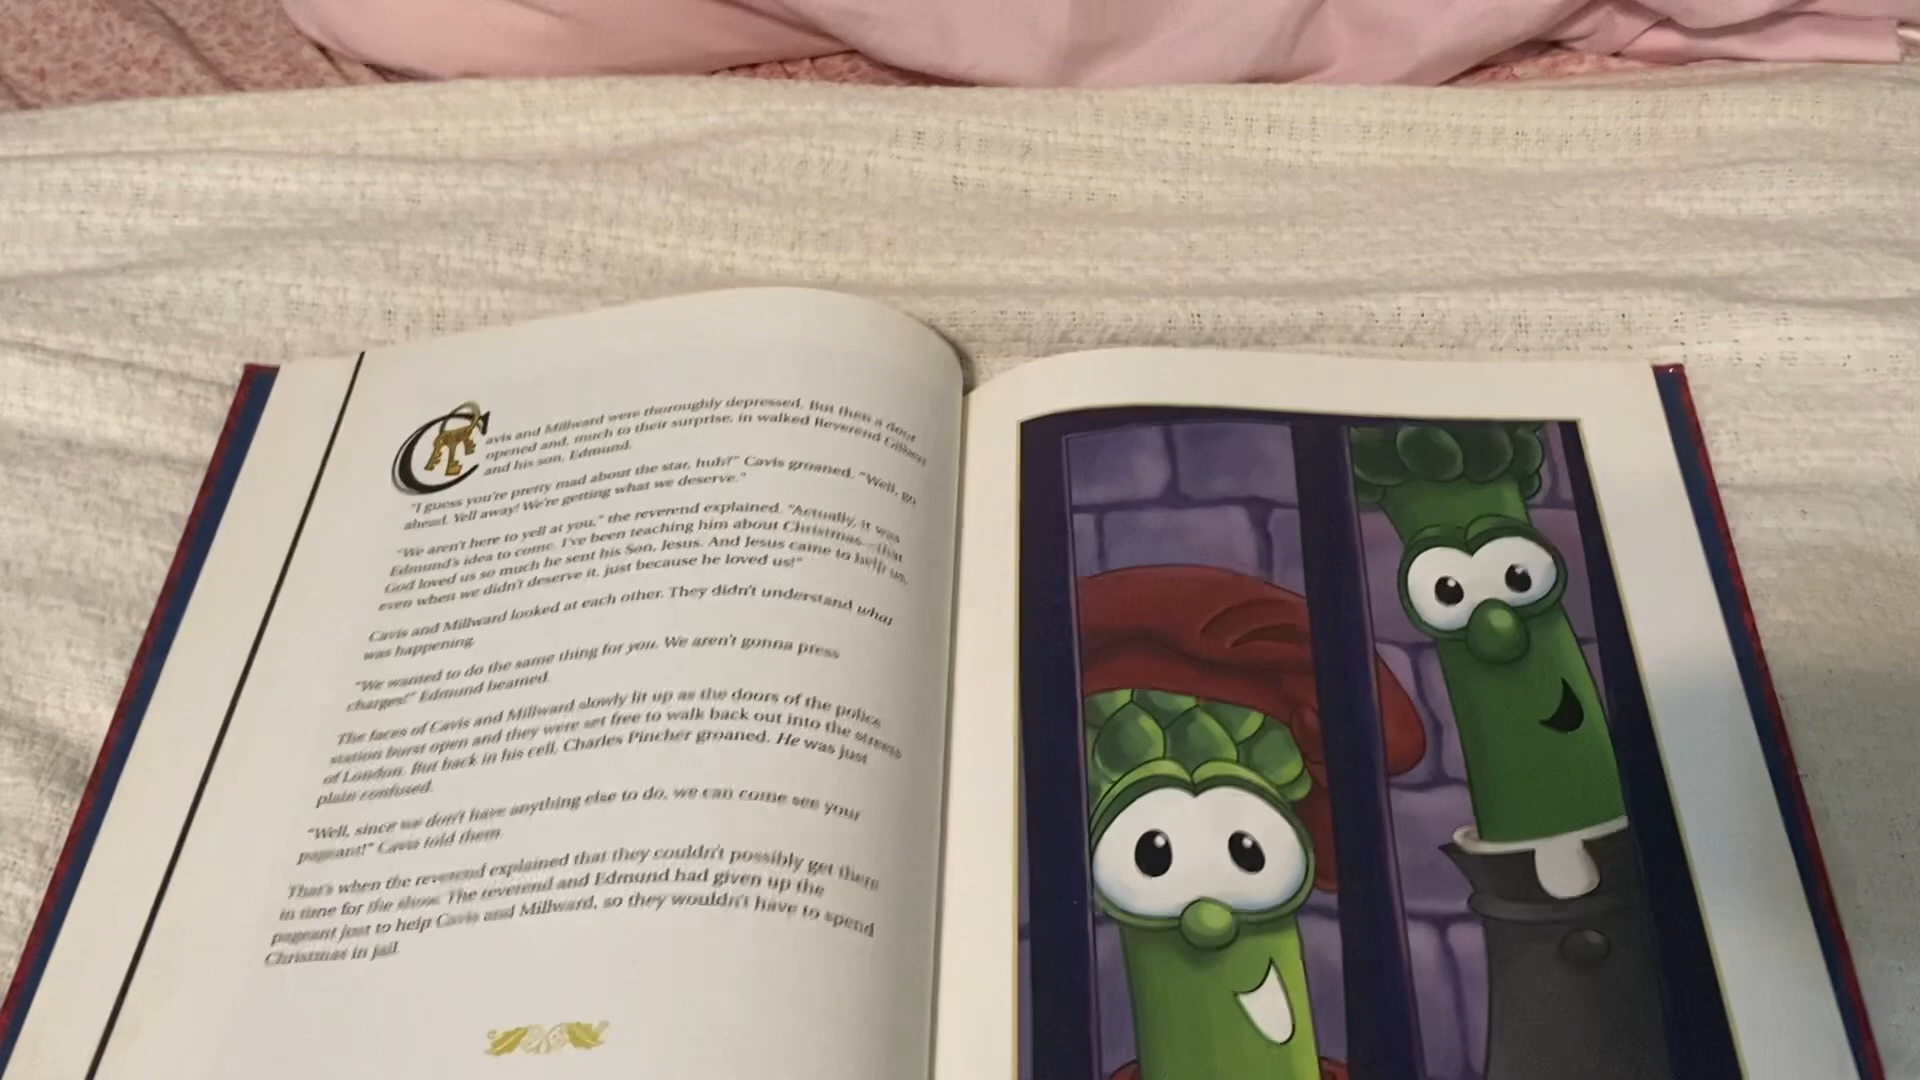 Cavis and Millward were thoroughly depressed. But then a door
opened and, much to their surprise, in walked Reverend Gilbert
and his son, Edmund.
"I guess you're pretty mad about the star, huh?" Cavis groaned. "Well, go
ahead. Yell away! We're getting what we deserve."
"We aren't here to yell at you," the reverend explained. "Actually, it was
Edmund's idea to come. I've been teaching him about Christmas—that
God loved us so much he sent his Son, Jesus. And Jesus came to help us,
even when we didn't deserve it, just because he loved us!"
Cavis and Millward looked at each other. They didn't understand what
was happening.
"We wanted to do the same thing for you. We aren't gonna press
charges!" Edmund beamed.
The faces of Cavis and Millward slowly lit up as the doors of the police
station burst open and they were set free to walk back out into the streets
of London. But back in his cell, Charles Pincher groaned. He was just
plain confused.
"Well, since we don't have anything else to do, we can come see your
pageant!" Cavis told them.
That's when the reverend explained that they couldn't possibly get there
in time for the show. The reverend and Edmund had given up the
pageant just to help Cavis and Millward, so they wouldn't have to spend
Christmas in jail.